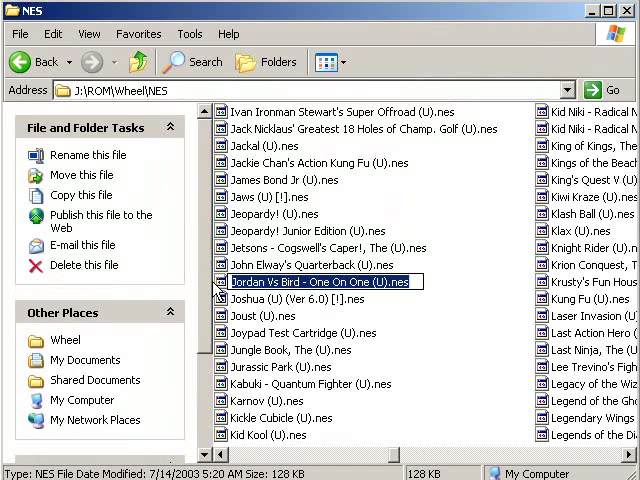 NES
File Edit View Favorites Tools Help
Back Search Folders
Address J:\ROM\Wheel\NES Go
File and Folder Tasks
Rename this file
Move this file
Copy this file
Publish this file to the
Web
E-mail this file
Delete this file
Other Places
Wheel
My Documents
Shared Documents
My Computer
My Network Places
Ivan Ironman Stewart's Super Offroad (U).nes
Jack Nicklaus' Greatest 18 Holes of Champ. Golf (U).nes
Jackal (U).nes
Jackie Chan's Action Kung Fu (U).nes
James Bond Jr (U).nes
Jaws (U) [!].nes
Jeopardy! (U).nes
Jeopardy! Junior Edition (U).nes
Jetsons - Cogswell's Caper!, The (U).nes
John Elway's Quarterback (U).nes
Jordan Vs Bird - One On One (U).nes
Joshua (U) (Ver 6.0) [!].nes
Joust (U).nes
Joypad Test Cartridge (U).nes
Jungle Book, The (U).nes
Jurassic Park (U).nes
Kabuki - Quantum Fighter (U).nes
Karnov (U).nes
Kickle Cubicle (U).nes
Kid Kool (U).nes
Kid Niki - Radical N
Kid Niki - Radical N
King of Kings, The
Kings of the Beach
King's Quest V (U)
Kiwi Kraze (U).nes
Klash Ball (U).nes
Klax (U).nes
Knight Rider (U).ne
Krion Conquest, T
Krusty's Fun Hous
Kung Fu (U).nes
Laser Invasion (U)
Last Action Hero (
Last Ninja, The (U
Lee Trevino's Figh
Legacy of the Wiz
Legend of the Gho
Legendary Wings
Legends of the Dia
Type: NES File Date Modified: 7/14/2003 5:20 AM Size: 128 KB 128 KB My Computer